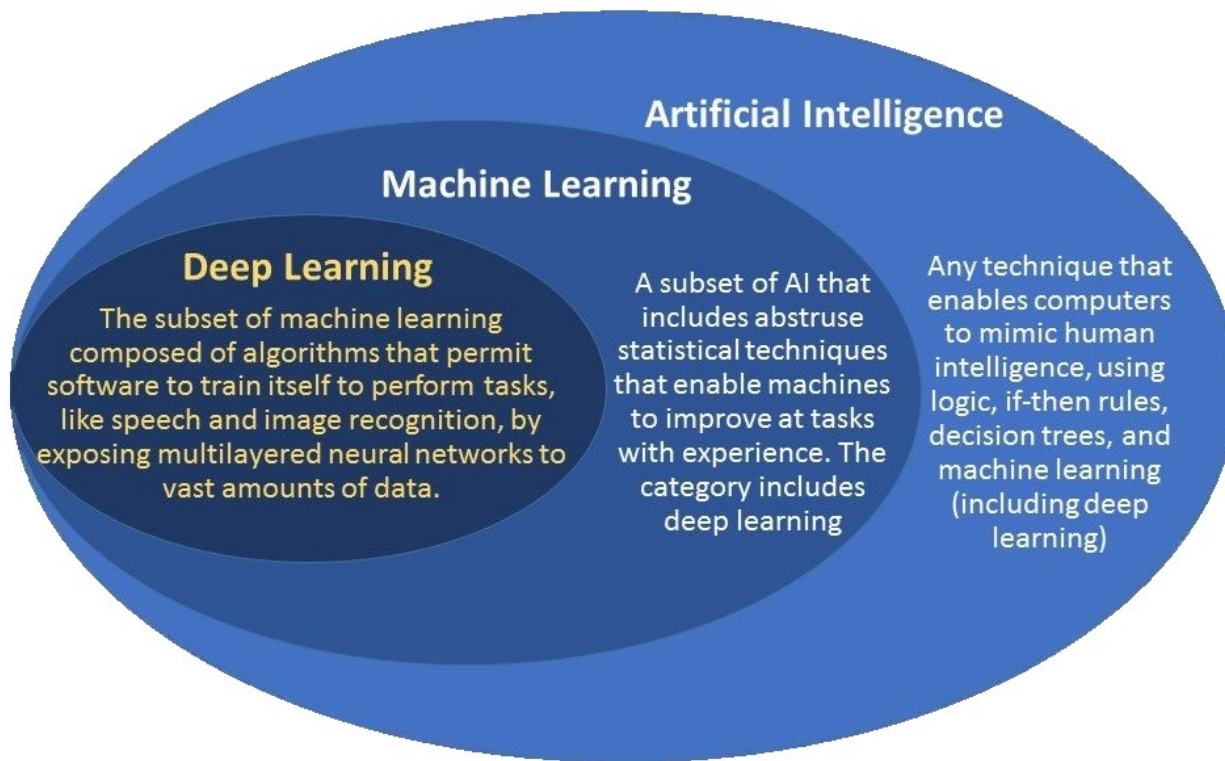 Artificial Intelligence
Machine Learning
Deep Learning
The subset of machine learning
composed of algorithms that permit
software to train itself to perform tasks,
like speech and image recognition, by
exposing multilayered neural networks to
vast amounts of data.
A subset of AI that
includes abstruse
statistical techniques
that enable machines
to improve at tasks
with experience. The
category includes
deep learning
Any technique that
enables computers
to mimic human
intelligence, using
logic, if-then rules,
decision trees, and
machine learning
(including deep
learning)